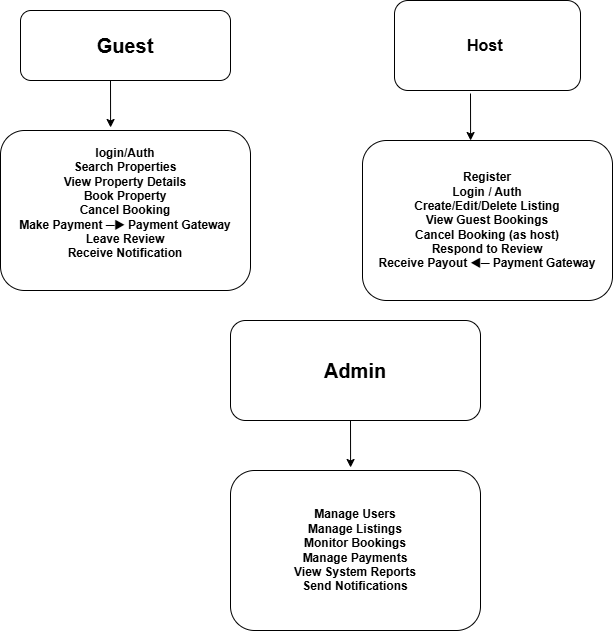 Guest
login/Auth
Search Properties
View Property Details
Book Property
Cancel Booking
Make Payment —► Payment Gateway
Leave Review
Receive Notification
Host
Register
Login / Auth
Create/Edit/Delete Listing
View Guest Bookings
Cancel Booking (as host)
Respond to Review
Receive Payout ◄— Payment Gateway
Admin
Manage Users
Manage Listings
Monitor Bookings
Manage Payments
View System Reports
Send Notifications